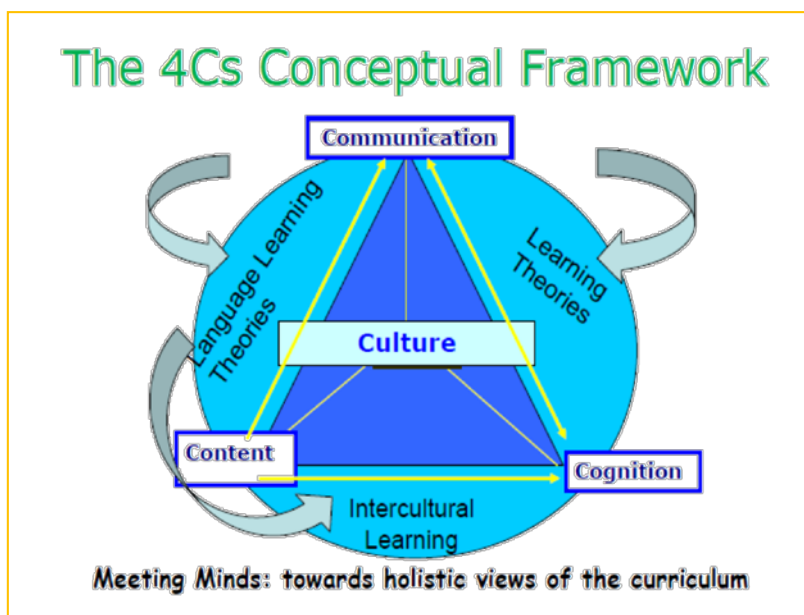 The 4Cs Conceptual Framework
Communication
Language Learning
Theories
Learning
Theories
Culture
Content
Cognition
Intercultural
Learning
Meeting Minds: towards holistic views of the curriculum